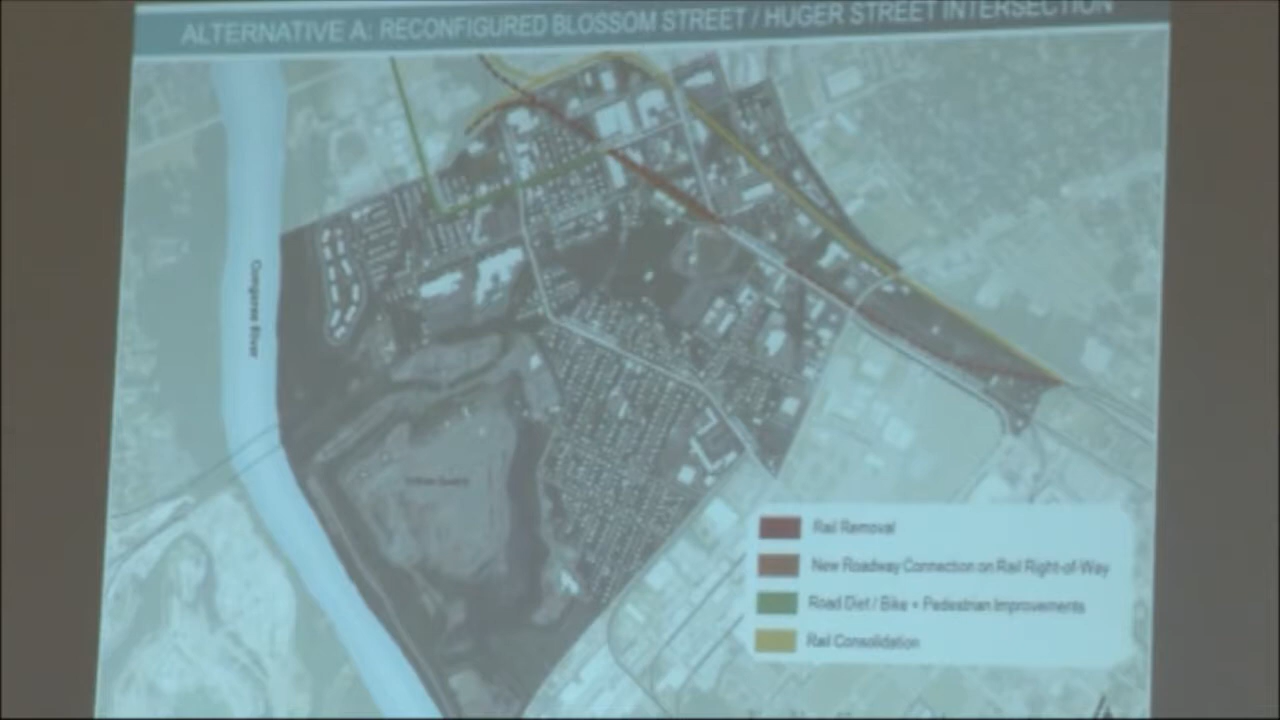 ALTERNATIVE A: RECONFIGURED BLOSSOM STREET / HUGER STREET INTERSECTION
Congaree River
Rail Removal
New Roadway Connection on Rail Right-of-Way
Road Diet / Bike + Pedestrian Improvements
Rail Consolidation